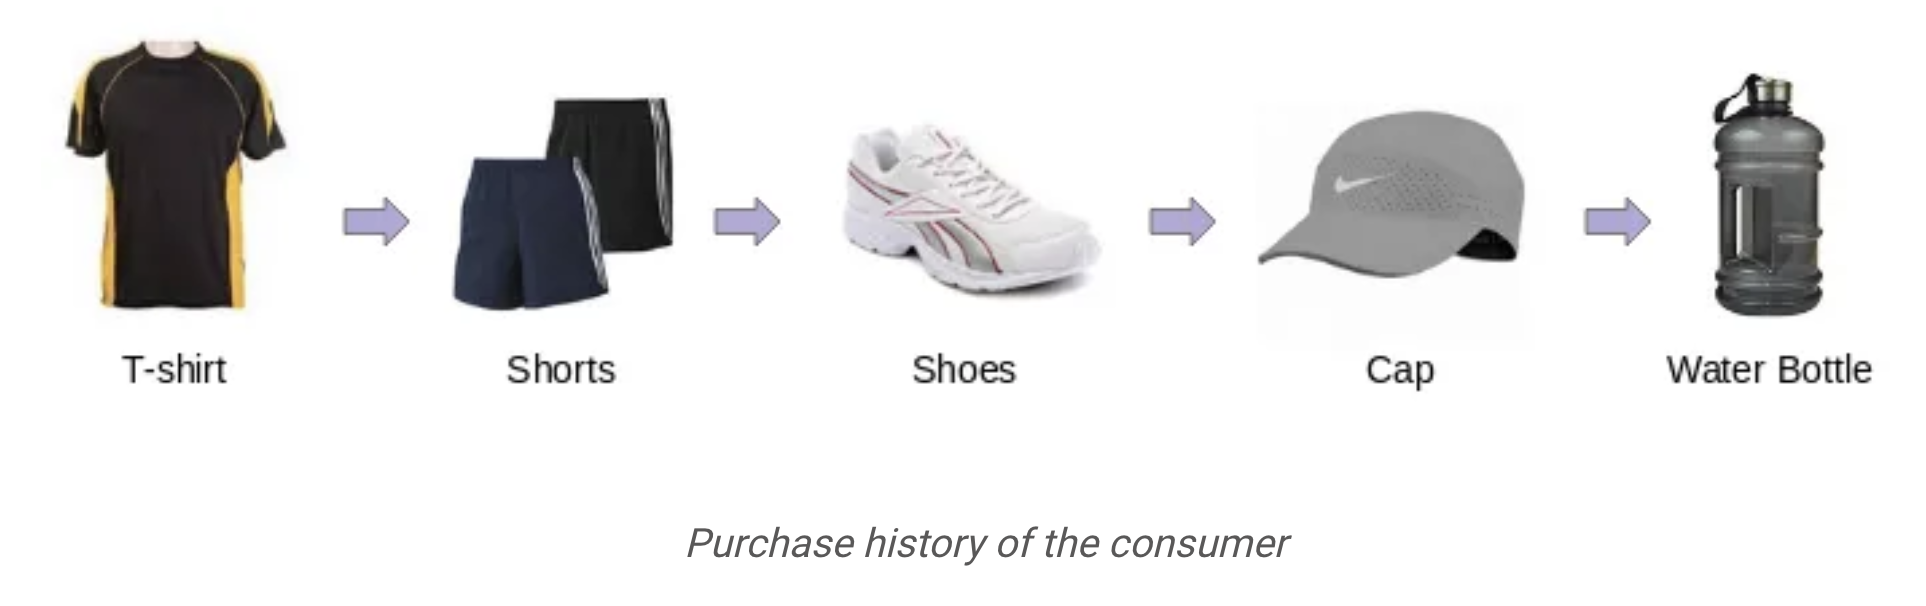 T-shirt
Shorts
Shoes
Cap
Water Bottle
Purchase history of the consumer